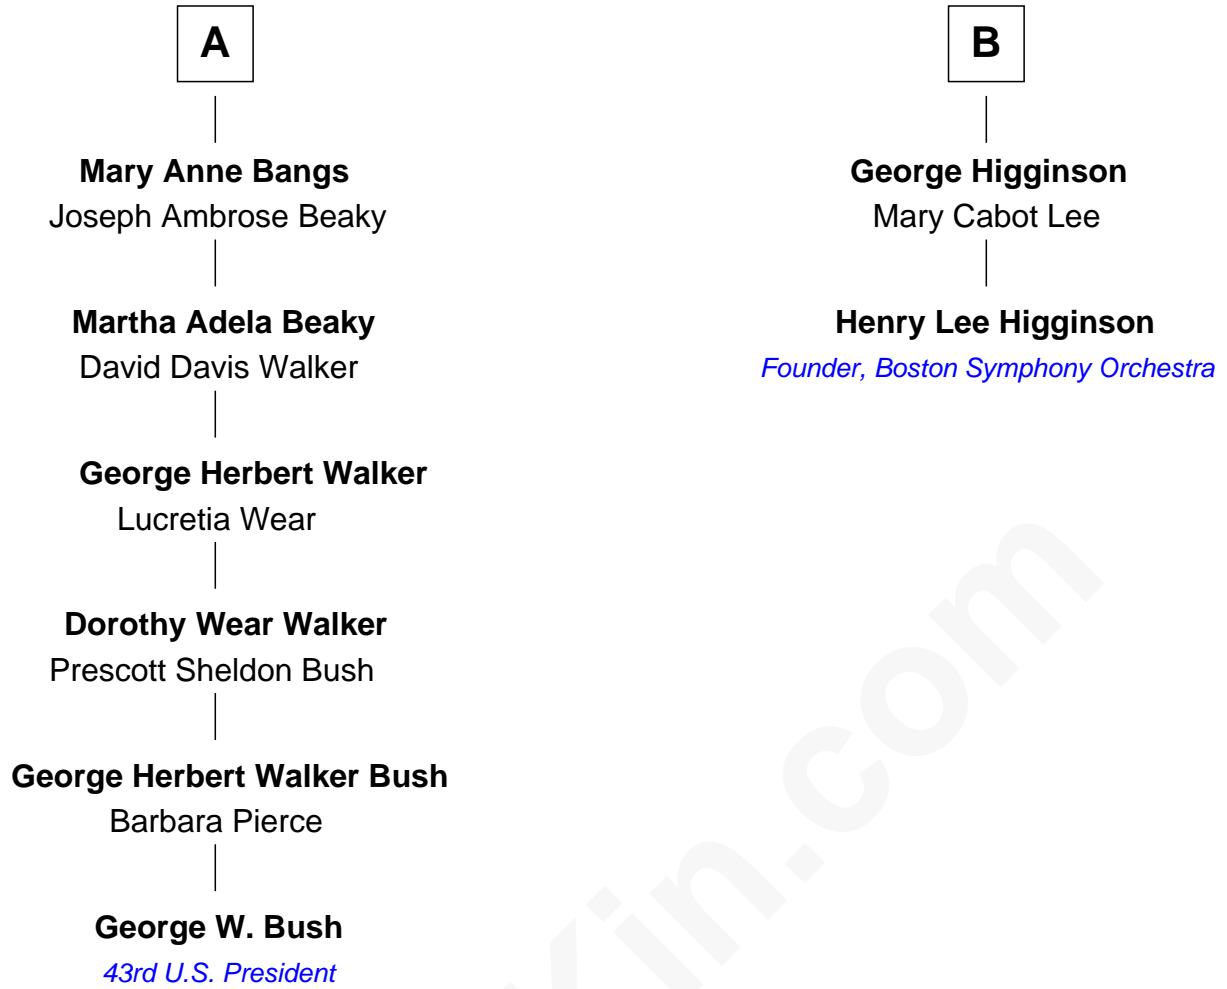 A
Mary Anne Bangs
Joseph Ambrose Beaky
Martha Adela Beaky
David Davis Walker
George Herbert Walker
Lucretia Wear
Dorothy Wear Walker
Prescott Sheldon Bush
George Herbert Walker Bush
Barbara Pierce
George W. Bush
43rd U.S. President
B
George Higginson
Mary Cabot Lee
Henry Lee Higginson
Founder, Boston Symphony Orchestra